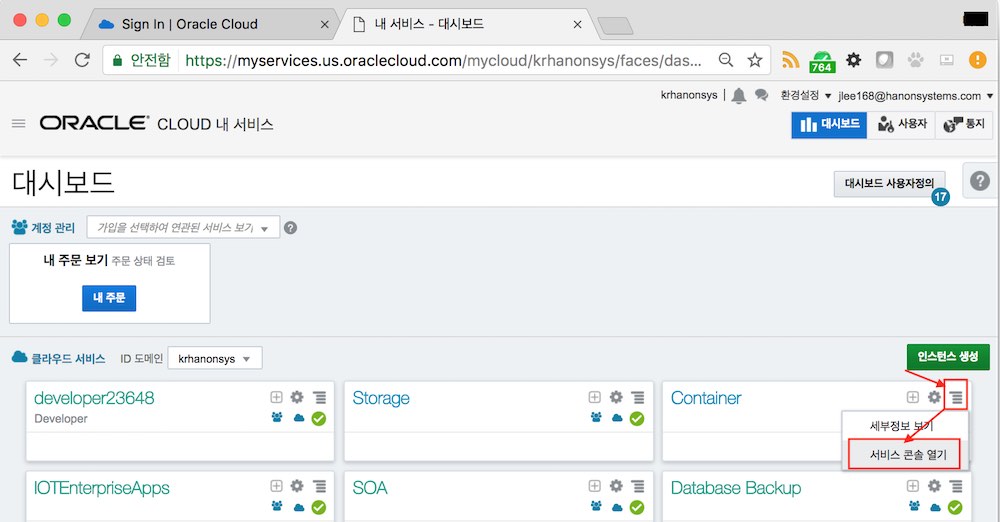 Sign In | Oracle Cloud
내 서비스 - 대시보드
안전함 https://myservices.us.oraclecloud.com/mycloud/krhanonsys/faces/das...
764
krhanonsys 환경설정 jlee168@hanonsystems.com
ORACLE CLOUD 내 서비스
대시보드 사용자 통지
대시보드
대시보드 사용자정의
17
계정 관리 가입을 선택하여 연관된 서비스 보기
내 주문 보기 주문 상태 검토
내 주문
클라우드 서비스 ID 도메인 krhanonsys
인스턴스 생성
developer23648
Developer
Storage
Container
세부정보 보기
서비스 콘솔 열기
IOTEnterpriseApps
SOA
Database Backup